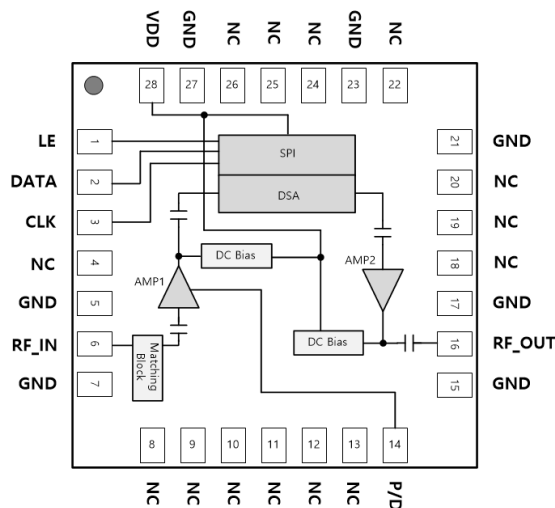 VDD GND NC NC NC GND NC
28 27 26 25 24 23 22
LE 1
DATA 2
CLK 3
NC 4
GND 5
RF_IN 6
GND 7
SPI
DSA
DC Bias
AMP1
AMP2
DC Bias
Matching
Block
21 GND
20 NC
19 NC
18 NC
17 GND
16 RF_OUT
15 GND
8 9 10 11 12 13 14
NC NC NC NC NC NC P/D